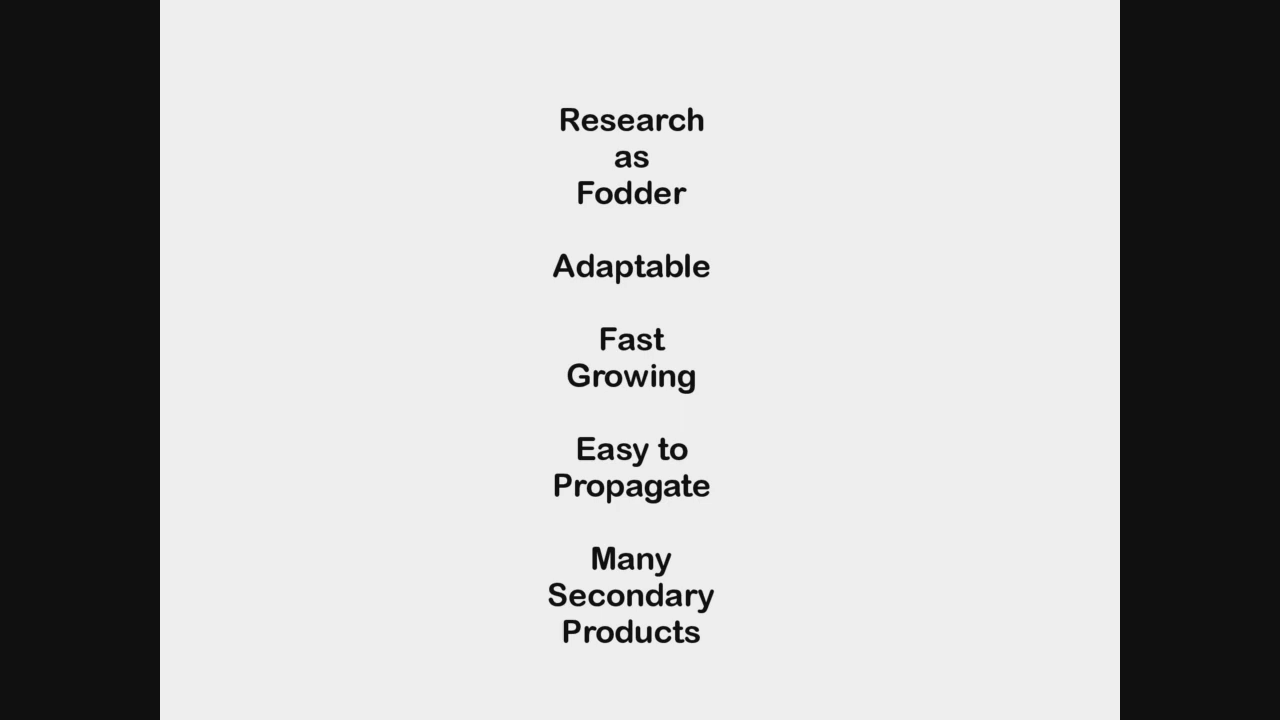 Research
as
Fodder
Adaptable
Fast
Growing
Easy to
Propagate
Many
Secondary
Products